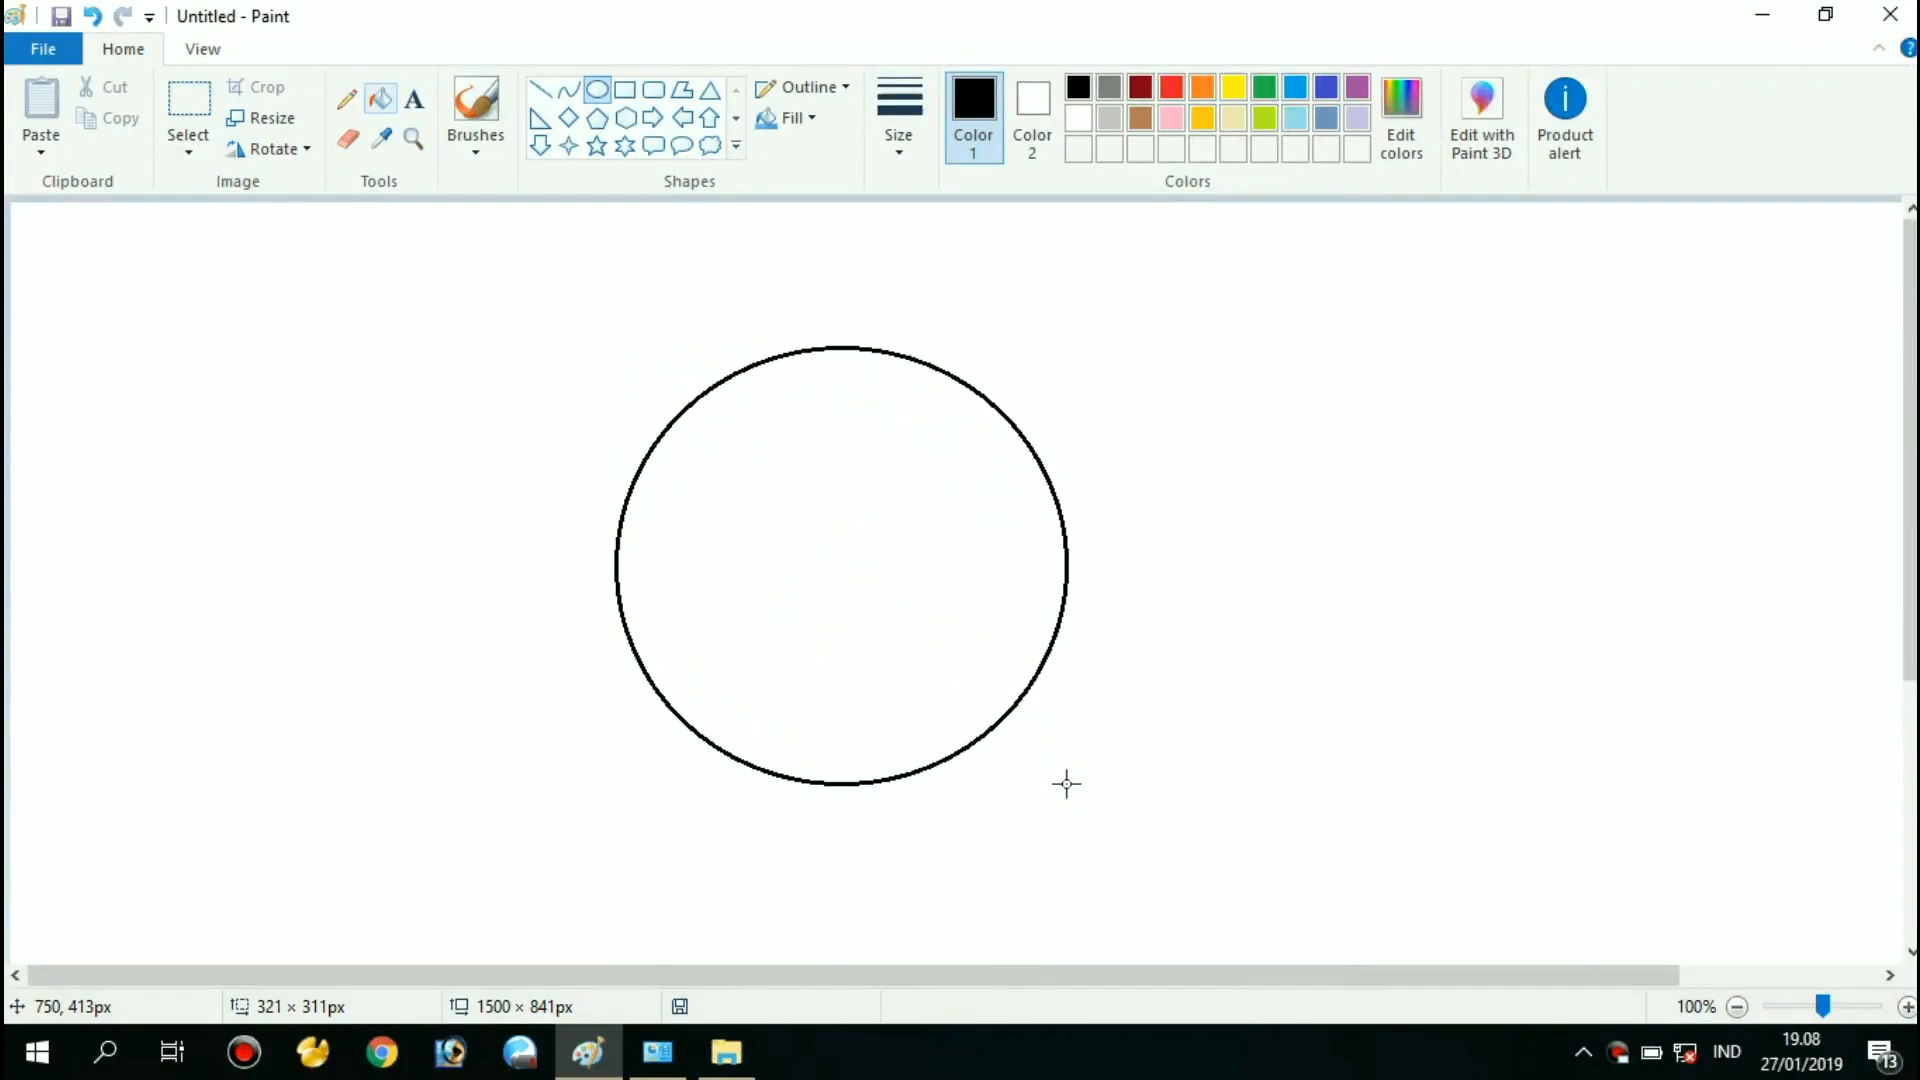 Untitled - Paint
File
Home
View
Paste
Cut
Copy
Clipboard
Select
Crop
Resize
Rotate
Image
A
Tools
Brushes
Outline
Fill
Shapes
Size
Color
1
Color
2
Edit
colors
Colors
Edit with
Paint 3D
Product
alert
750, 413px
321 × 311px
1500 × 841px
100%
IND
19.08
27/01/2019
13